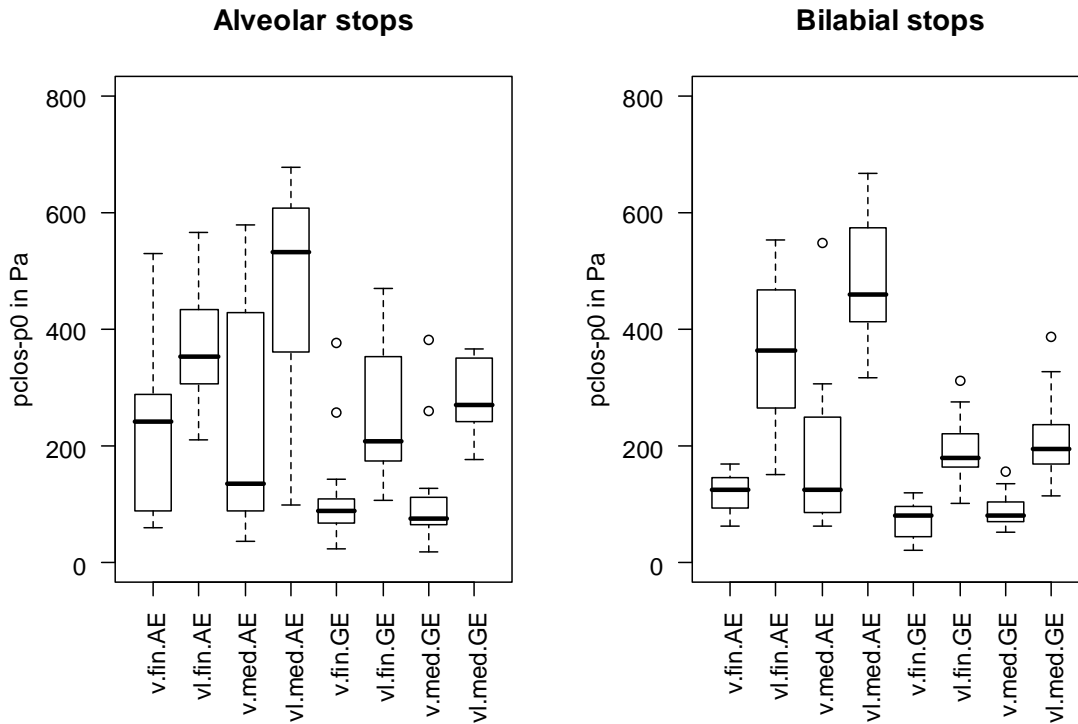 Alveolar stops
pclos-p0 in Pa
800
600
400
200
0
v.fin.AE
vl.fin.AE
v.med.AE
vl.med.AE
v.fin.GE
vl.fin.GE
v.med.GE
vl.med.GE
Bilabial stops
pclos-p0 in Pa
800
600
400
200
0
v.fin.AE
vl.fin.AE
v.med.AE
vl.med.AE
v.fin.GE
vl.fin.GE
v.med.GE
vl.med.GE